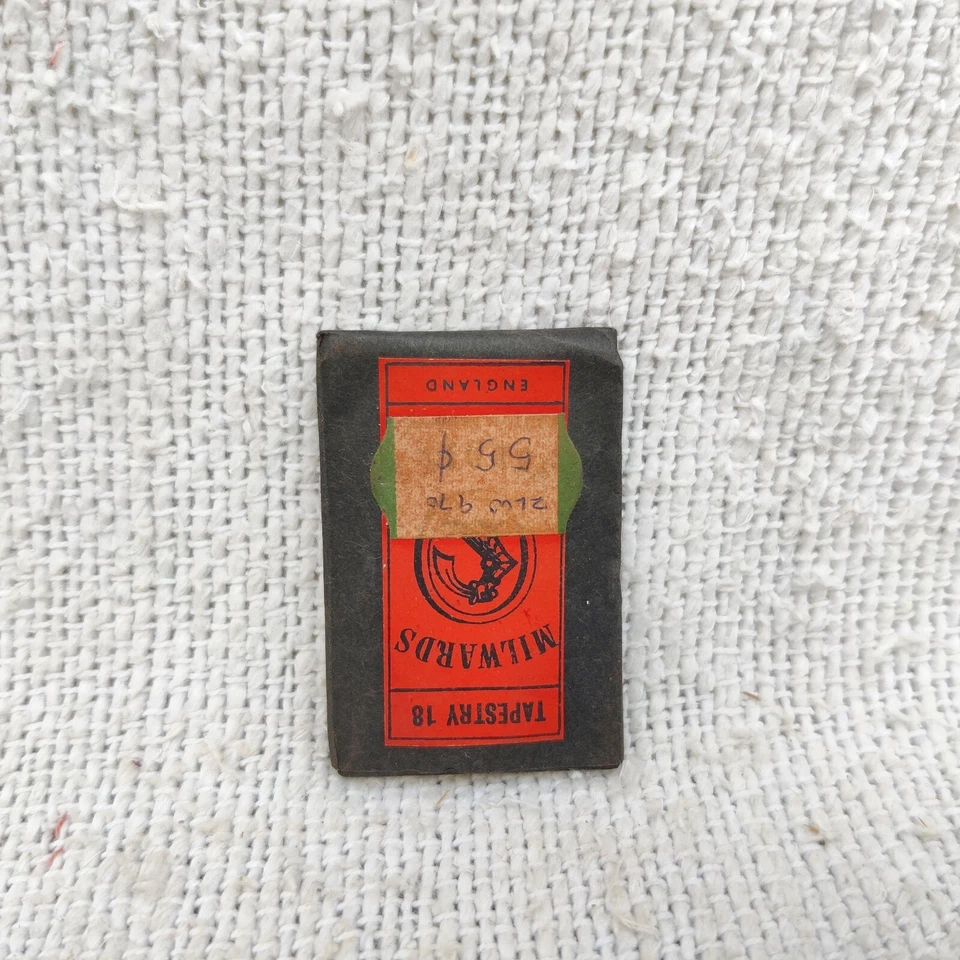 TAPESTRY 18
MILWARDS
55 ¢
ENGLAND